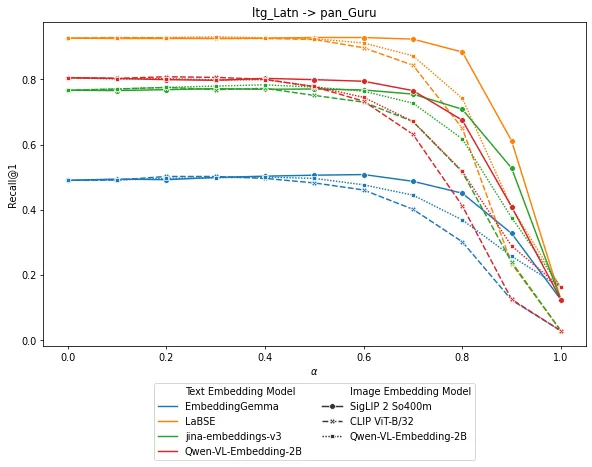 ltg_Latn -> pan_Guru
Recall@1
0.8
0.6
0.4
0.2
0.0
0.0 0.2 0.4 0.6 0.8 1.0
α
Text Embedding Model
EmbeddingGemma
LaBSE
jina-embeddings-v3
Qwen-VL-Embedding-2B
Image Embedding Model
SigLIP 2 So400m
CLIP ViT-B/32
Qwen-VL-Embedding-2B